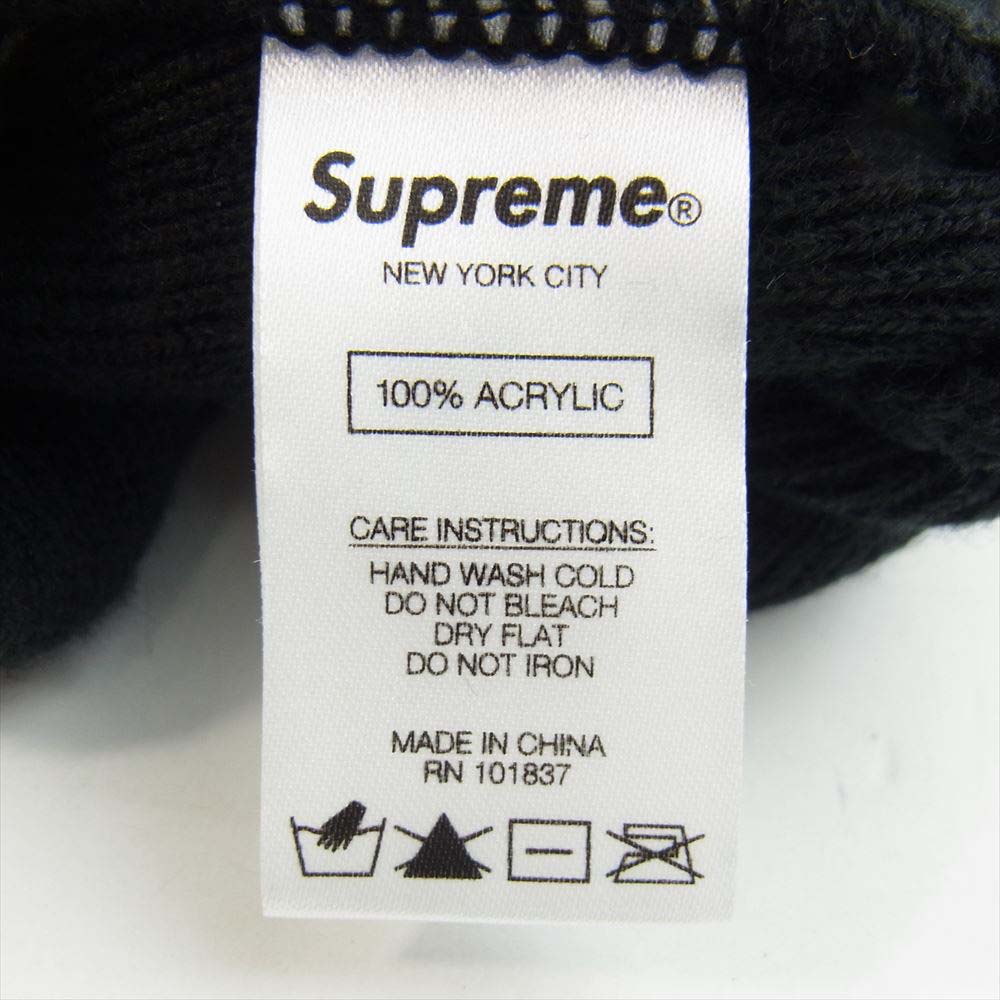 Supreme®
NEW YORK CITY
100% ACRYLIC
CARE INSTRUCTIONS:
HAND WASH COLD
DO NOT BLEACH
DRY FLAT
DO NOT IRON
MADE IN CHINA
RN 101837